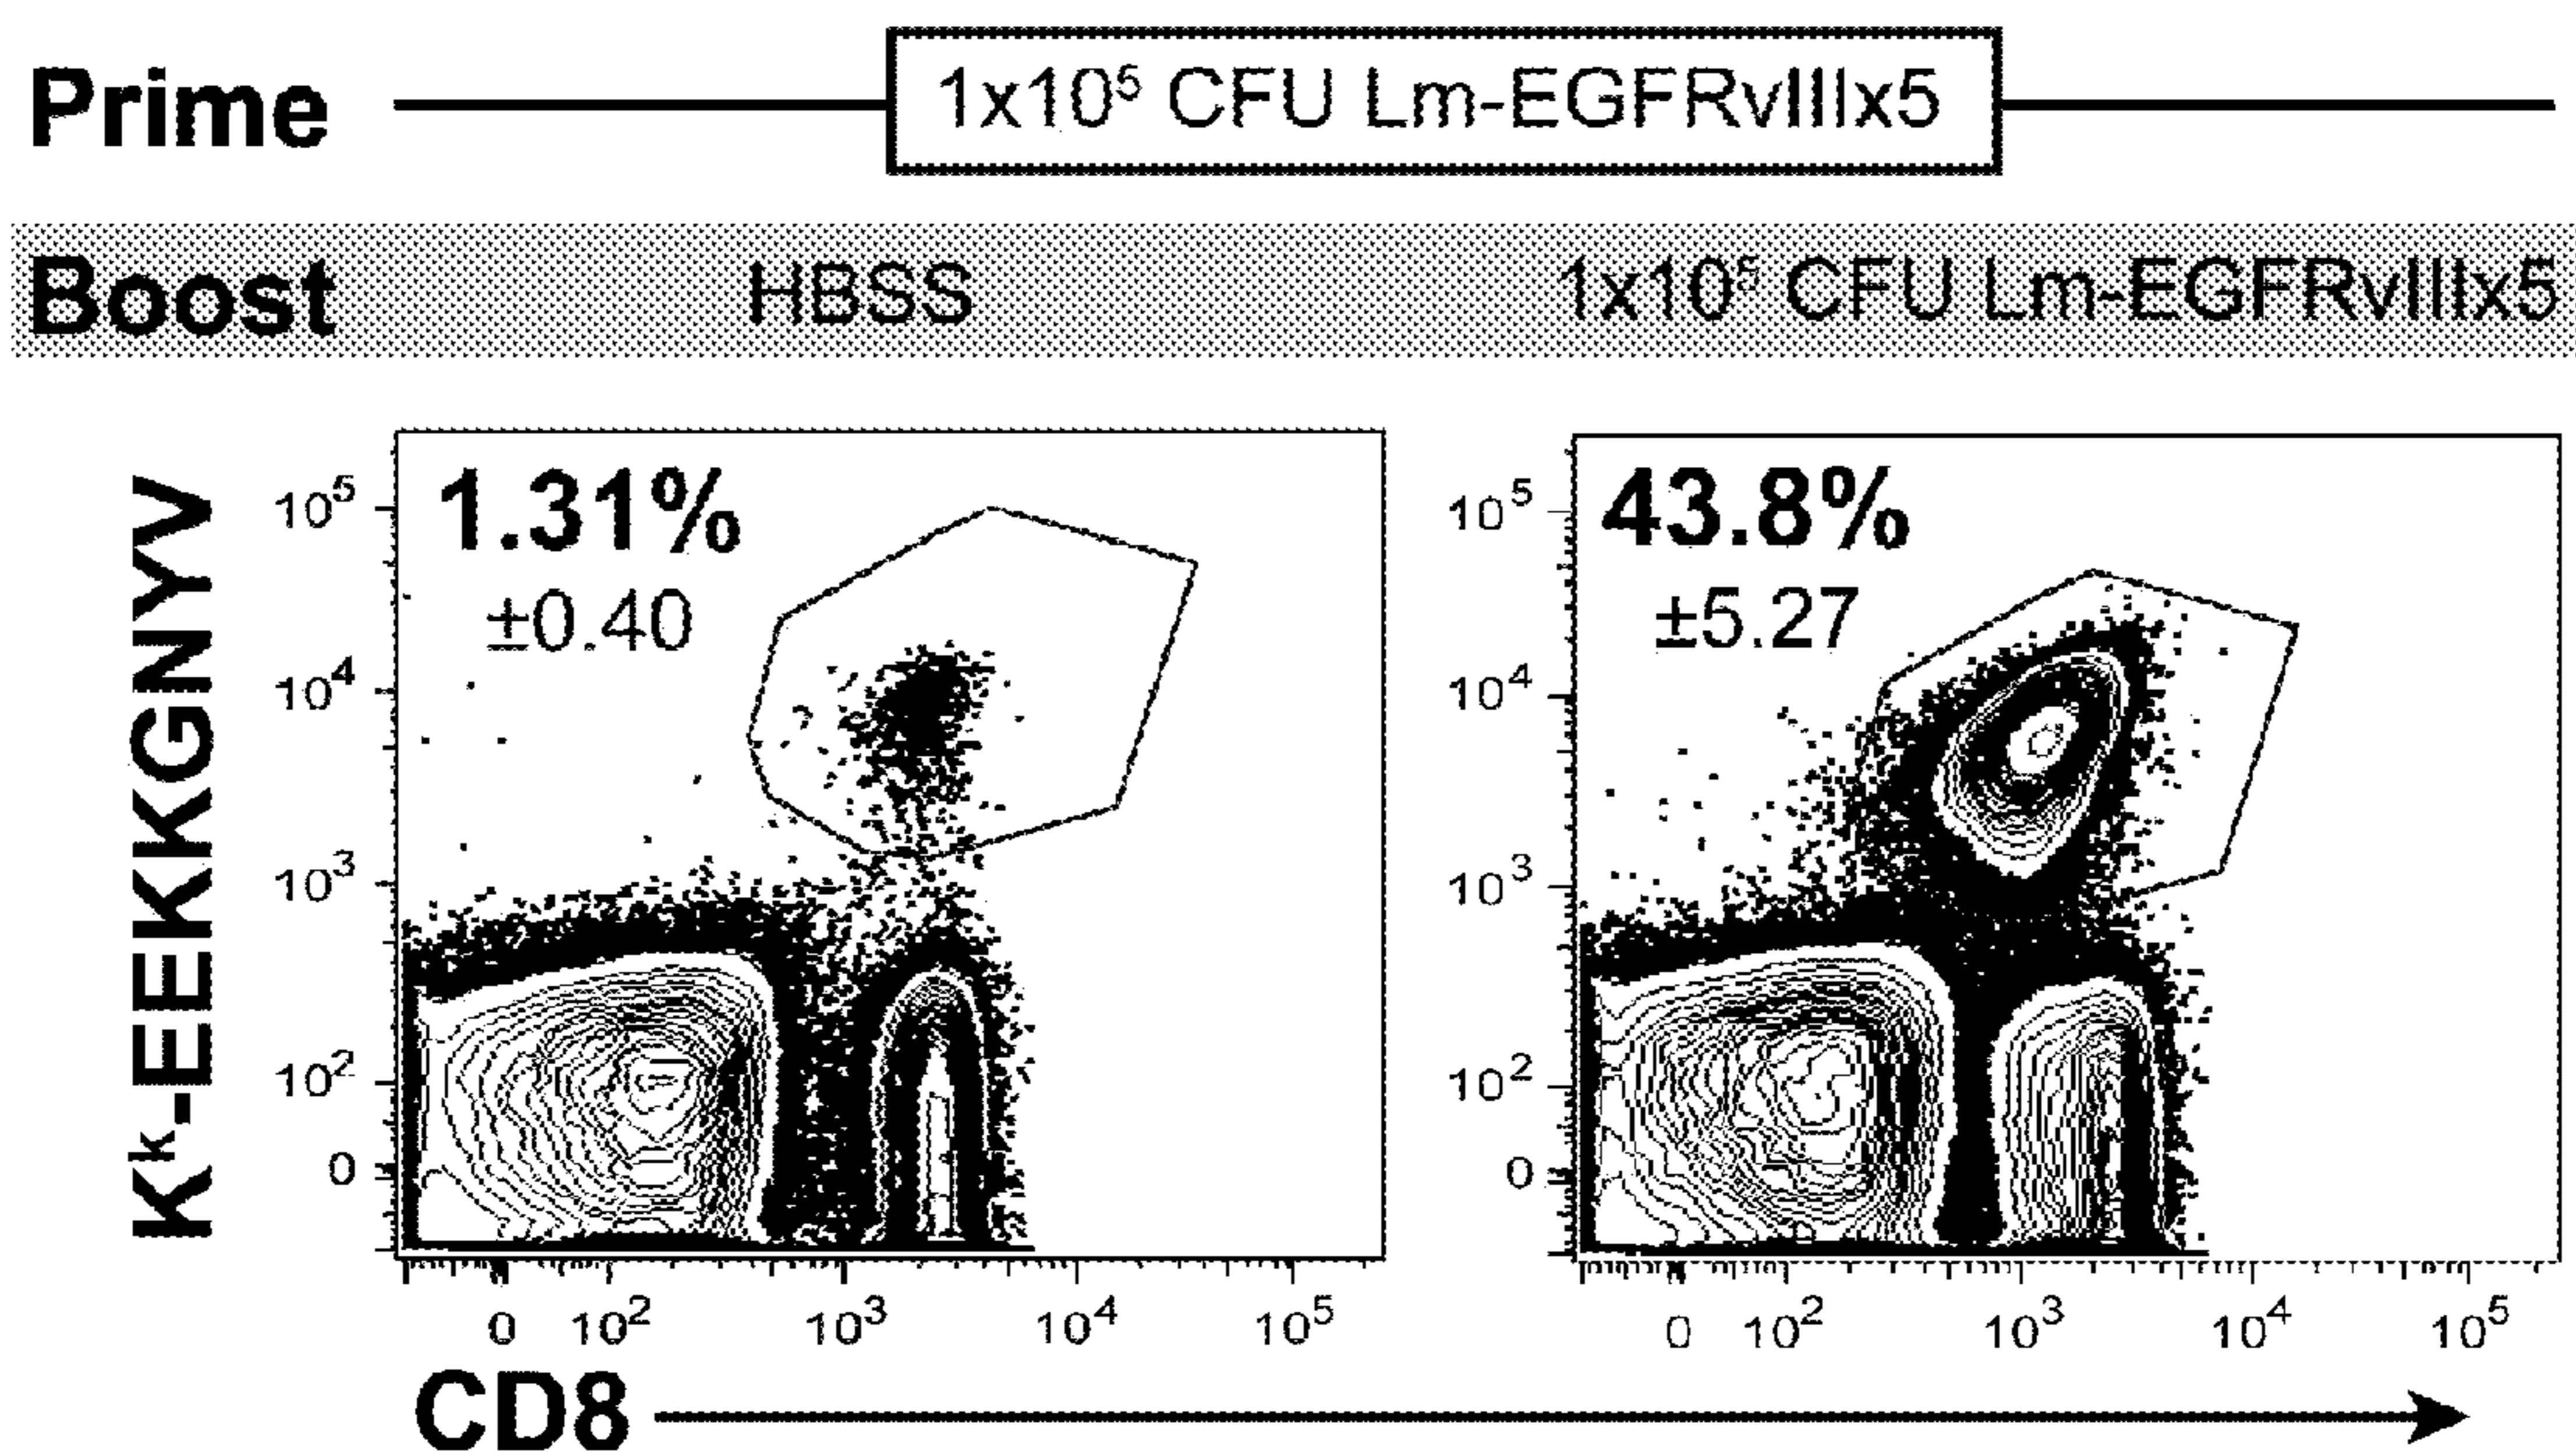 Prime 1x10⁵ CFU Lm-EGFRvIIIx5
Boost HBSS 1x10⁵ CFU Lm-EGFRvIIIx5
Kᵏ-EEKKGNYV
1.31%
±0.40
10⁵
10⁴
10³
10²
0
0 10² 10³ 10⁴ 10⁵
43.8%
±5.27
10⁵
10⁴
10³
10²
0
0 10² 10³ 10⁴ 10⁵
CD8